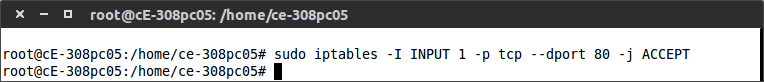 root@cE-308pc05: /home/ce-308pc05
root@cE-308pc05:/home/ce-308pc05# sudo iptables -I INPUT 1 -p tcp --dport 80 -j ACCEPT
root@cE-308pc05:/home/ce-308pc05#